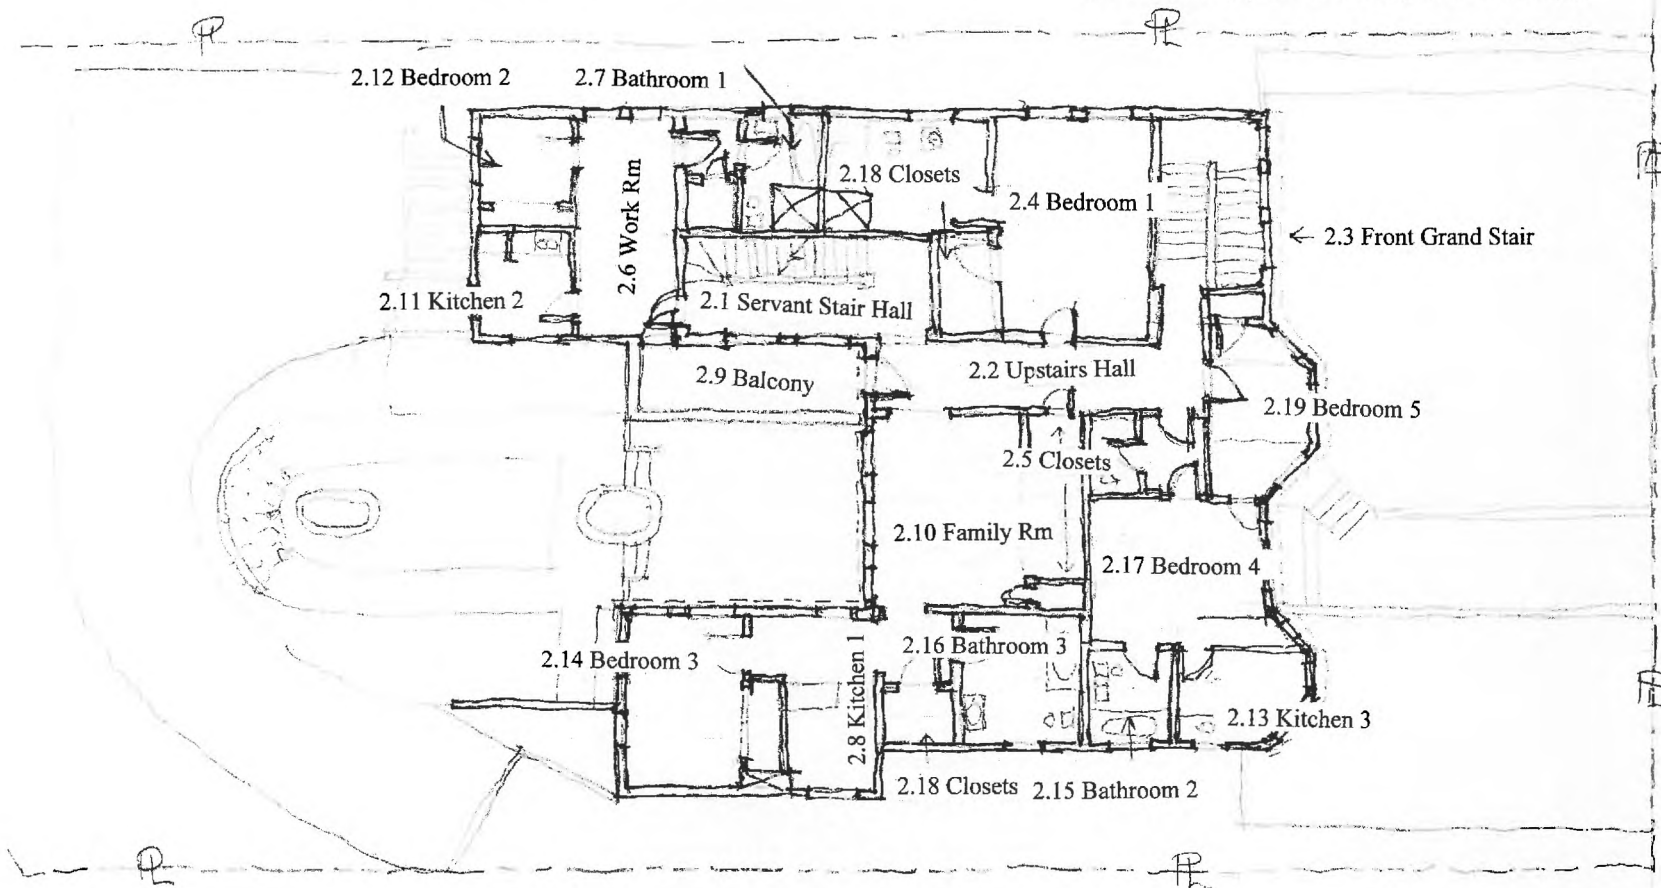 PL
PL
2.12 Bedroom 2
2.7 Bathroom 1
2.18 Closets
2.6 Work Rm
2.4 Bedroom 1
2.3 Front Grand Stair
2.11 Kitchen 2
2.1 Servant Stair Hall
2.9 Balcony
2.2 Upstairs Hall
2.19 Bedroom 5
2.5 Closets
2.10 Family Rm
2.17 Bedroom 4
2.14 Bedroom 3
2.8 Kitchen 1
2.16 Bathroom 3
2.13 Kitchen 3
2.18 Closets
2.15 Bathroom 2
PL
PL